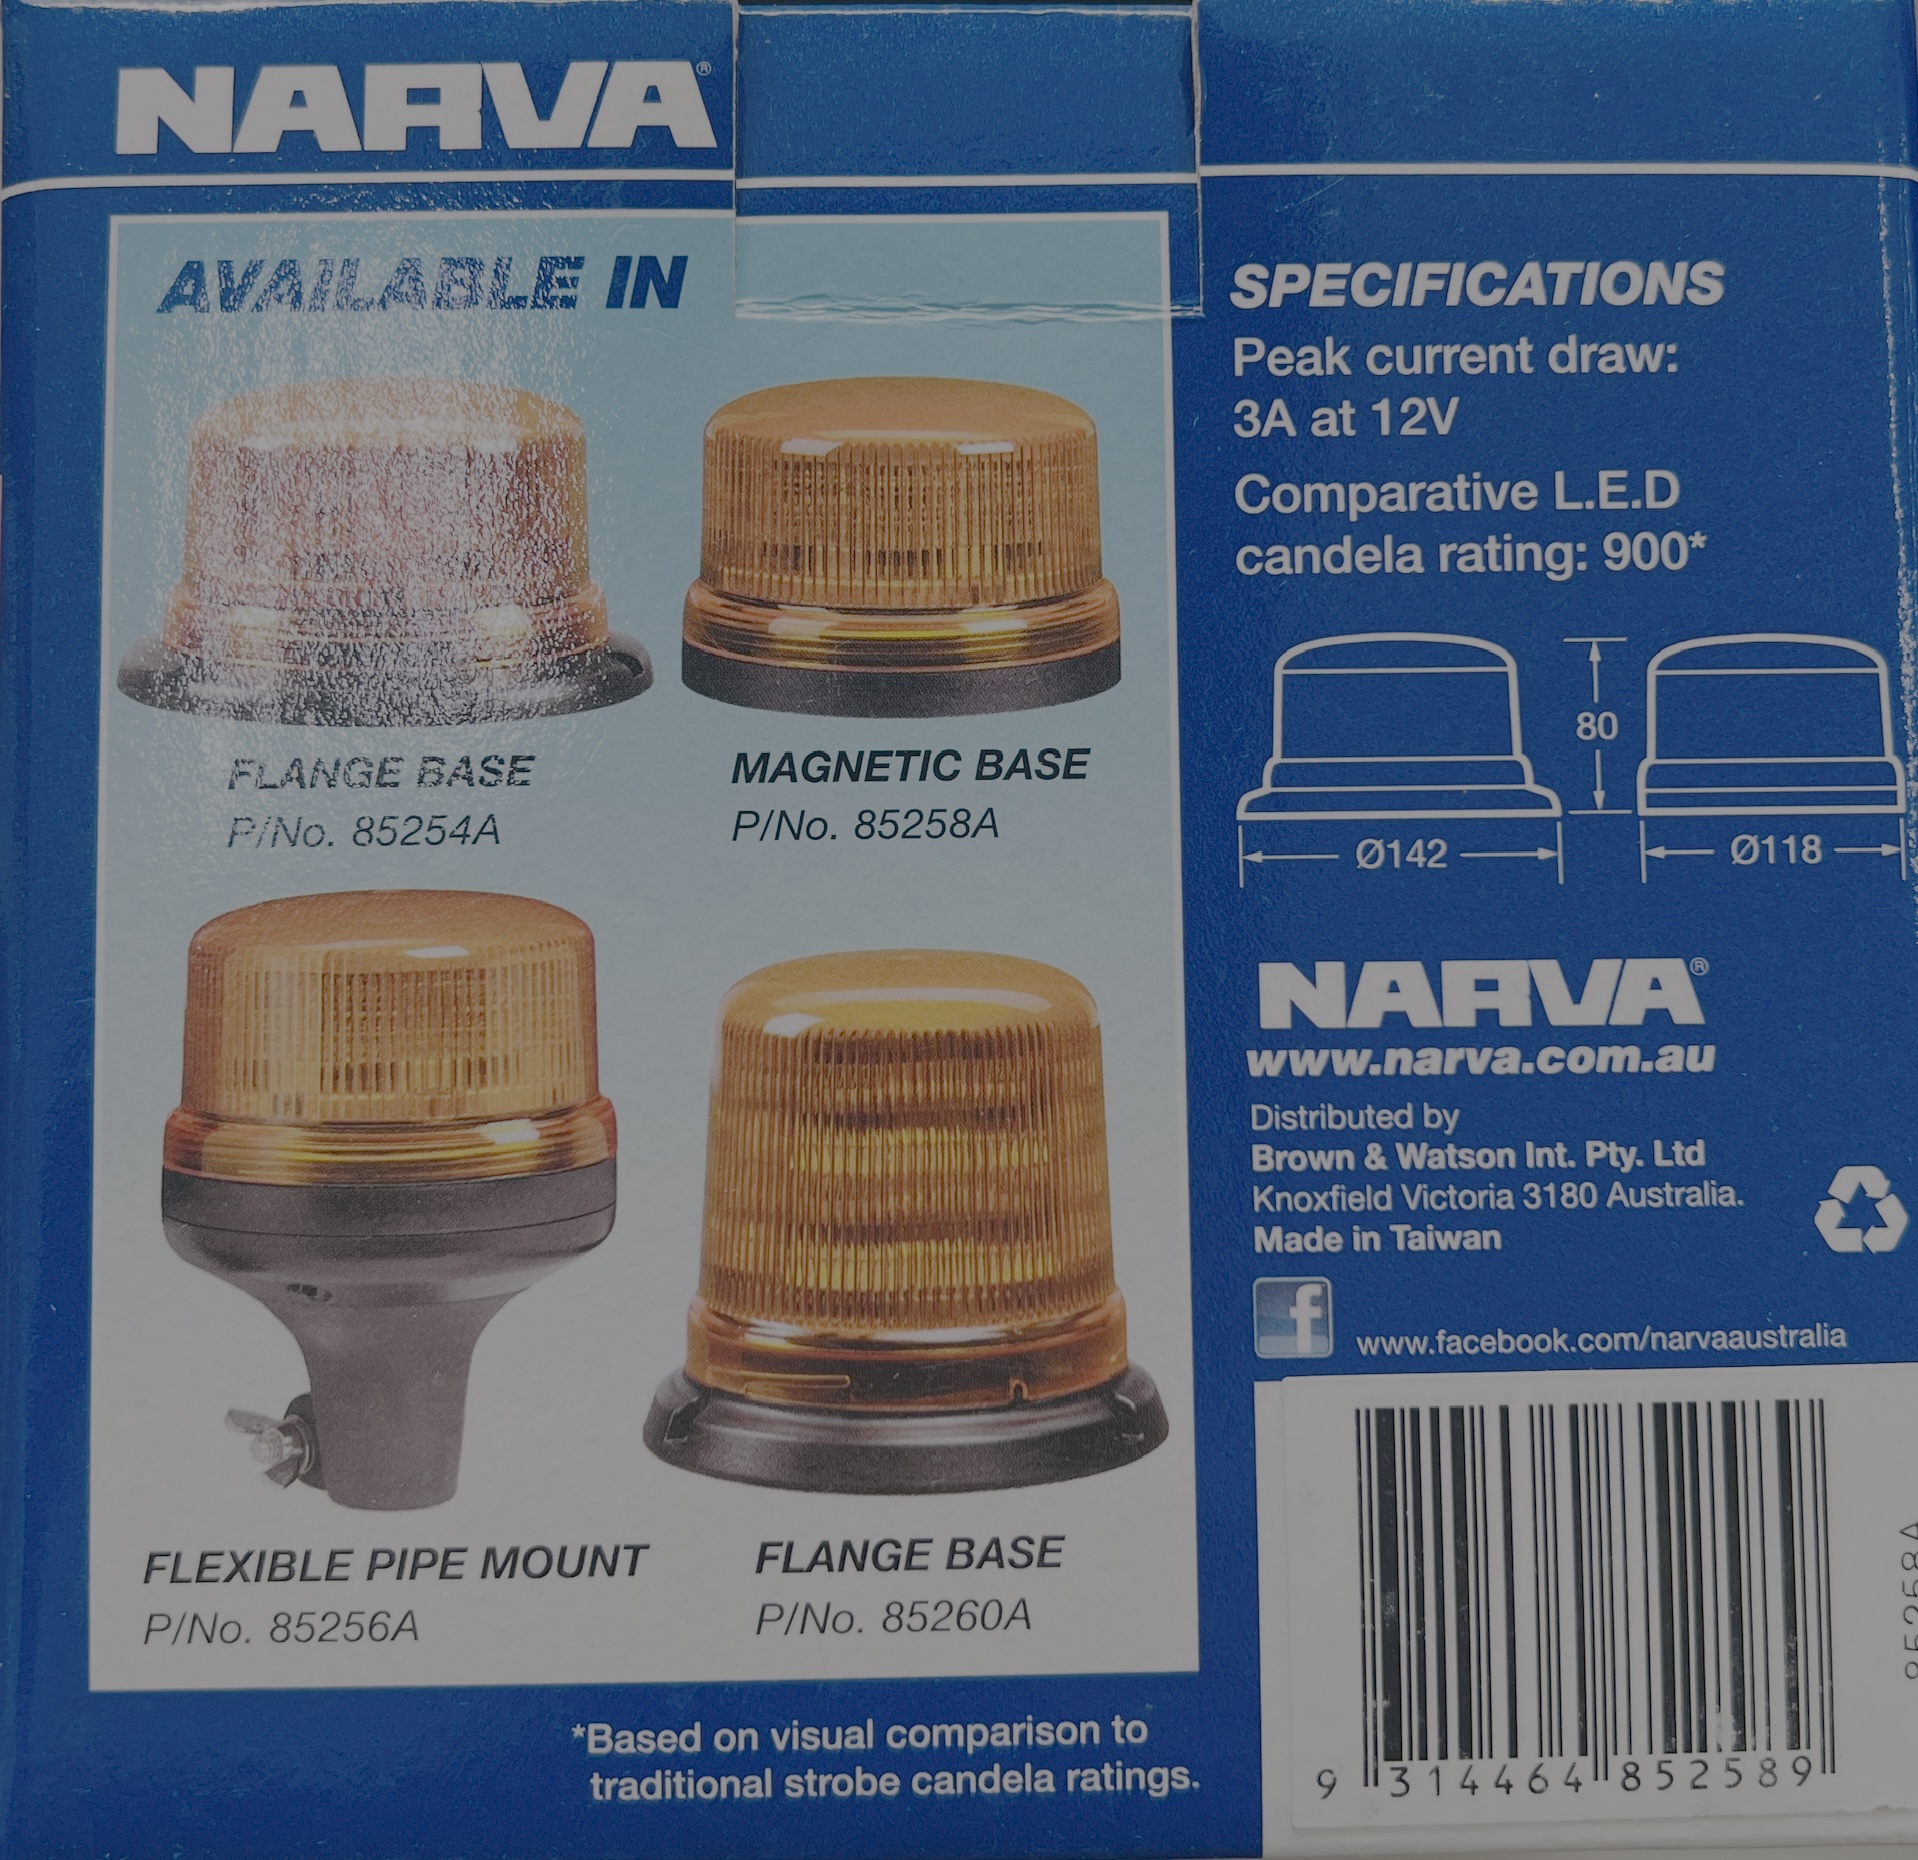 NARVA®
AVAILABLE IN
FLANGE BASE
P/No. 85254A
MAGNETIC BASE
P/No. 85258A
FLEXIBLE PIPE MOUNT
P/No. 85256A
FLANGE BASE
P/No. 85260A
*Based on visual comparison to
traditional strobe candela ratings.
SPECIFICATIONS
Peak current draw:
3A at 12V
Comparative L.E.D
candela rating: 900*
80
Ø142
Ø118
NARVA®
www.narva.com.au
Distributed by
Brown & Watson Int. Pty. Ltd
Knoxfield Victoria 3180 Australia.
Made in Taiwan
f
www.facebook.com/narvaaustralia
9 314464 852589
85258A